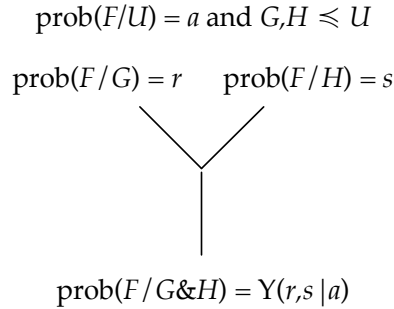 prob(F/U) = a and G,H ≼ U
prob(F/G) = r prob(F/H) = s
prob(F/G&H) = Y(r,s|a)